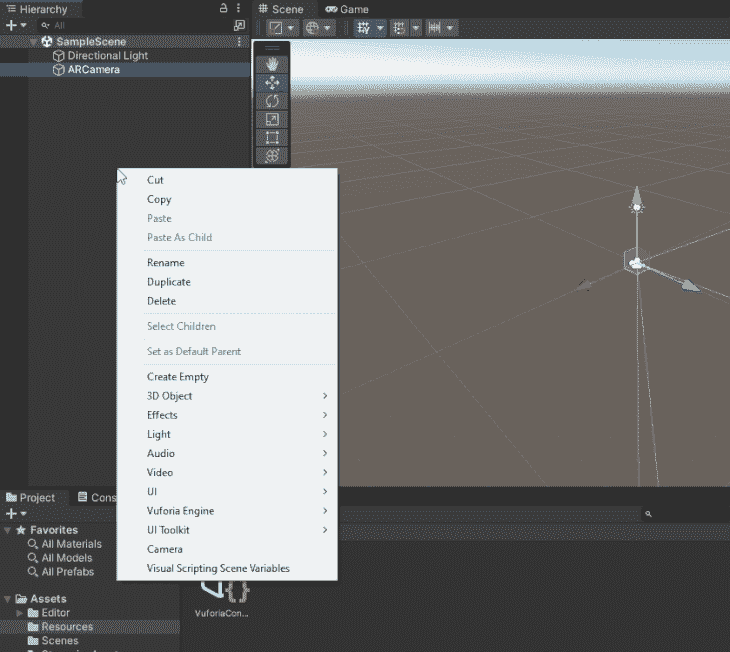 Hierarchy
Scene
Game
All
SampleScene
Directional Light
ARCamera
Cut
Copy
Paste
Paste As Child
Rename
Duplicate
Delete
Select Children
Set as Default Parent
Create Empty
3D Object
Effects
Light
Audio
Video
UI
Vuforia Engine
UI Toolkit
Camera
Visual Scripting Scene Variables
Project
Cons
Favorites
All Materials
All Models
All Prefabs
Assets
Editor
Resources
Scenes
VuforiaCon...